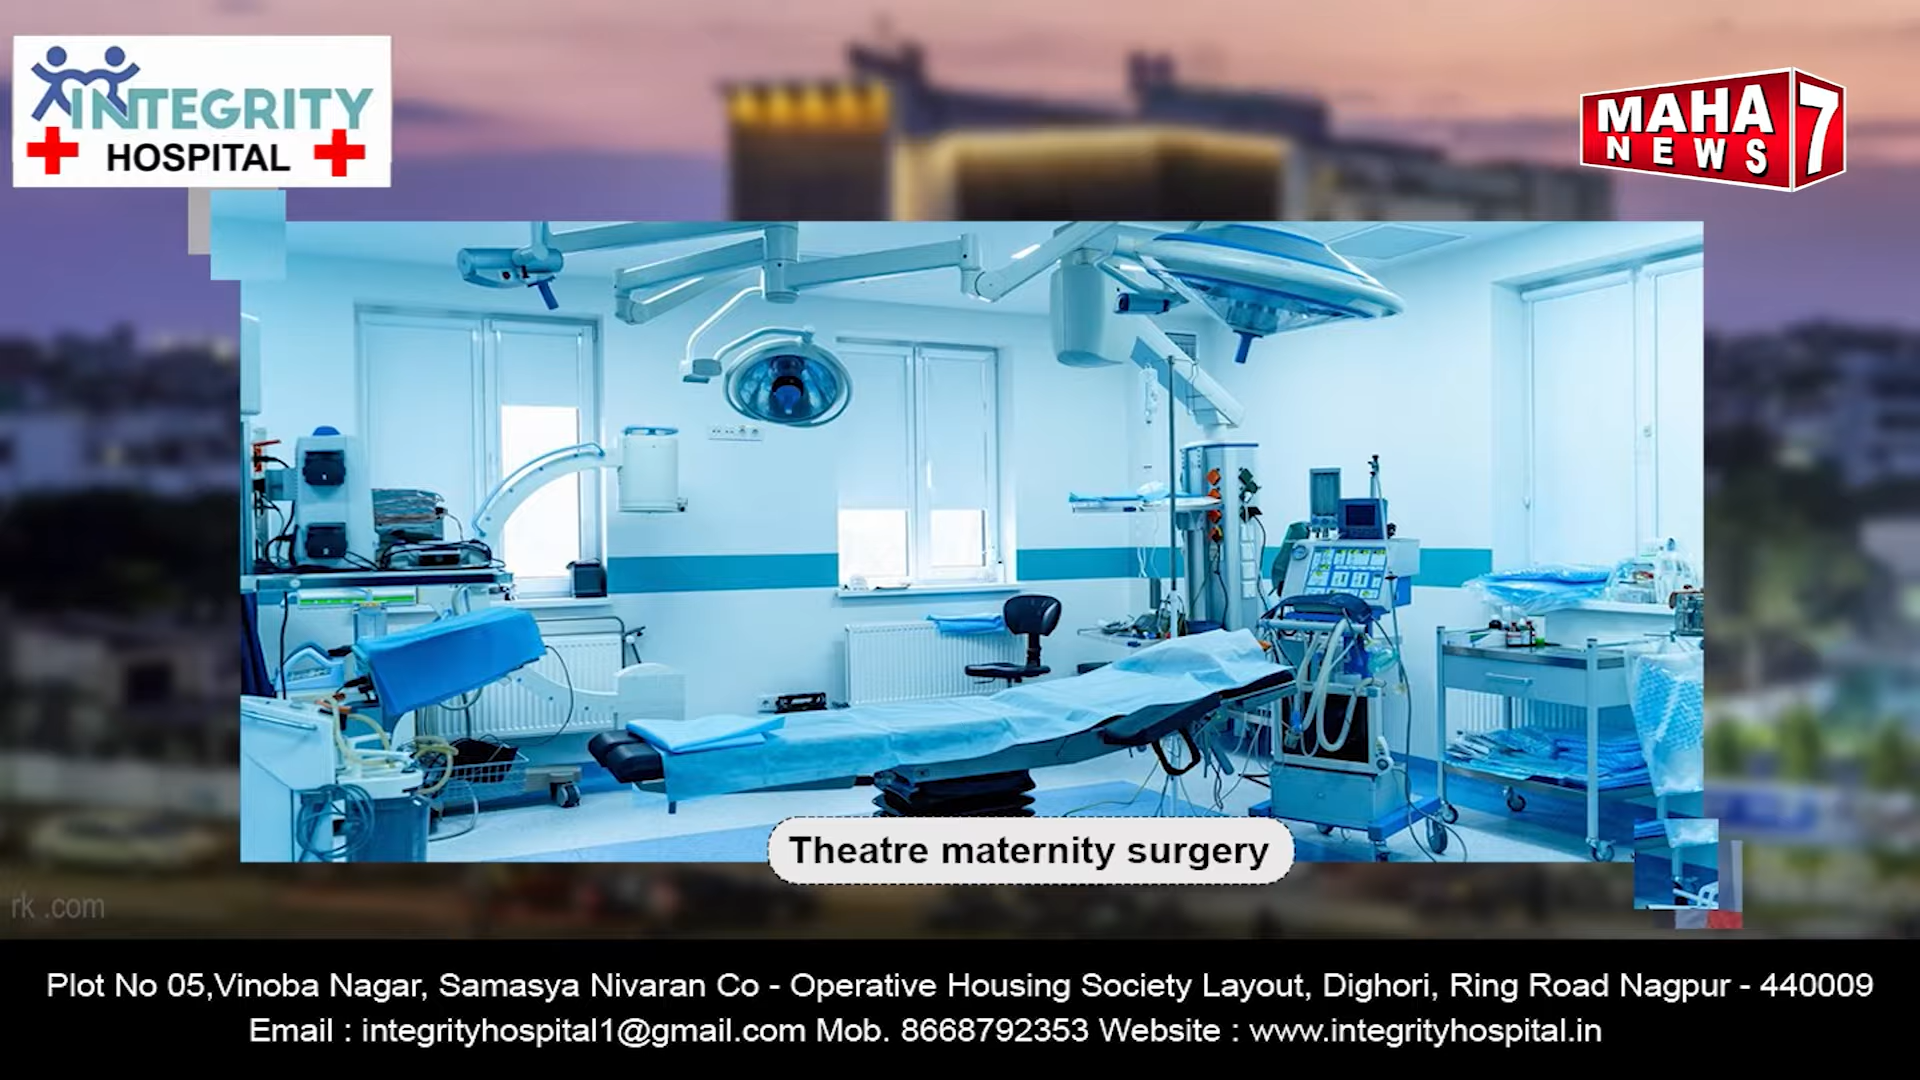 INTEGRITY
HOSPITAL
MAHA
NEWS
7
Theatre maternity surgery
rk .com
Plot No 05,Vinoba Nagar, Samasya Nivaran Co - Operative Housing Society Layout, Dighori, Ring Road Nagpur - 440009
Email : integrityhospital1@gmail.com Mob. 8668792353 Website : www.integrityhospital.in